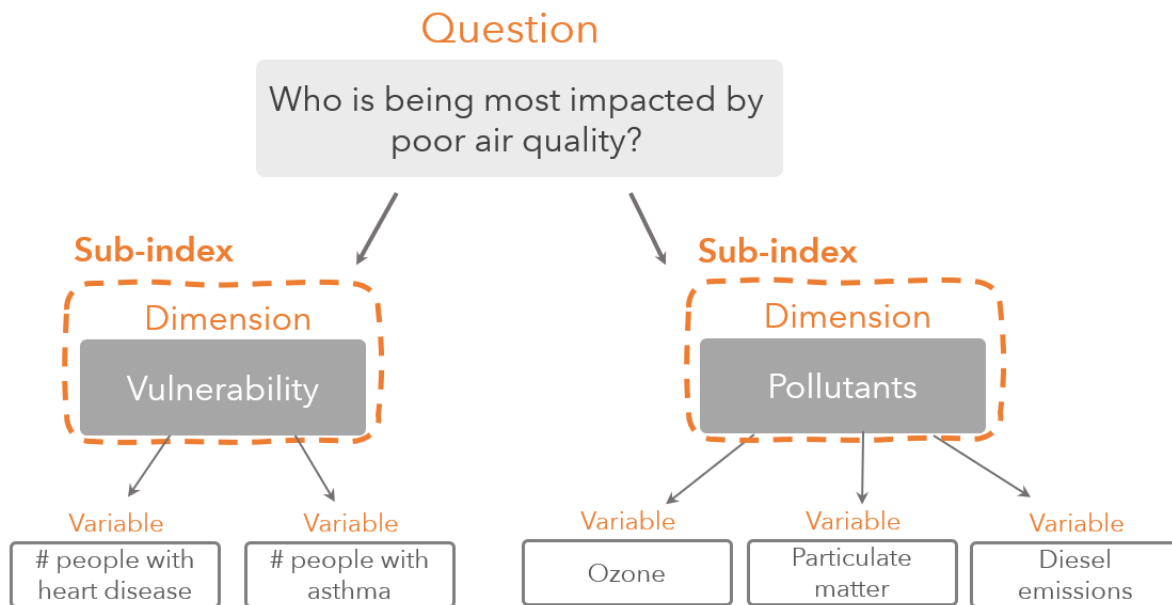 Question
Who is being most impacted by
poor air quality?
Sub-index
Dimension
Vulnerability
Variable
# people with
heart disease
Variable
# people with
asthma
Sub-index
Dimension
Pollutants
Variable
Ozone
Variable
Particulate
matter
Variable
Diesel
emissions